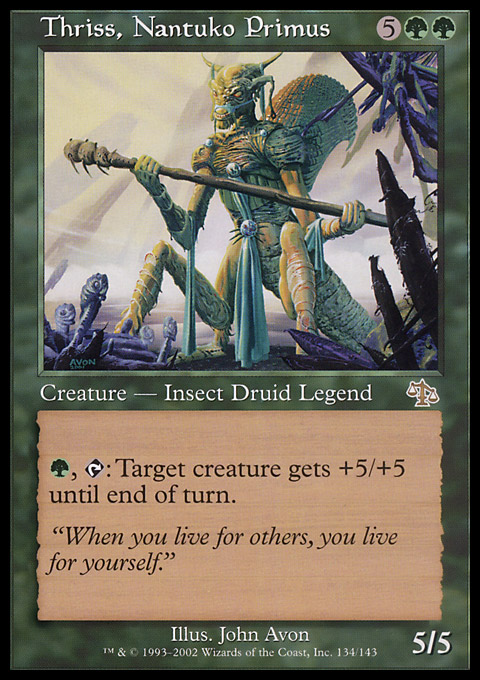 Thriss, Nantuko Primus 5
AVON
Creature — Insect Druid Legend
: Target creature gets +5/+5
until end of turn.
“When you live for others, you live
for yourself.”
Illus. John Avon
™ & © 1993-2002 Wizards of the Coast, Inc. 134/143
5/5